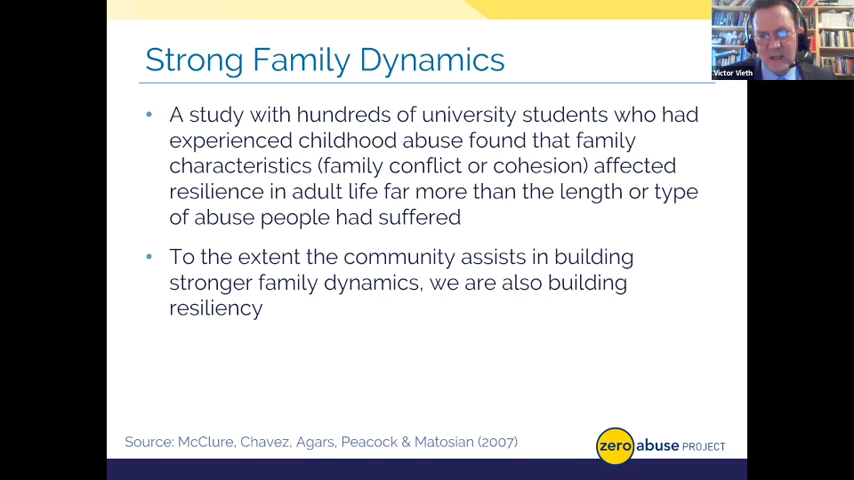 Strong Family Dynamics
Victor Vieth
• A study with hundreds of university students who had
experienced childhood abuse found that family
characteristics (family conflict or cohesion) affected
resilience in adult life far more than the length or type
of abuse people had suffered
• To the extent the community assists in building
stronger family dynamics, we are also building
resiliency
Source: McClure, Chavez, Agars, Peacock & Matosian (2007)
zero abuse PROJECT